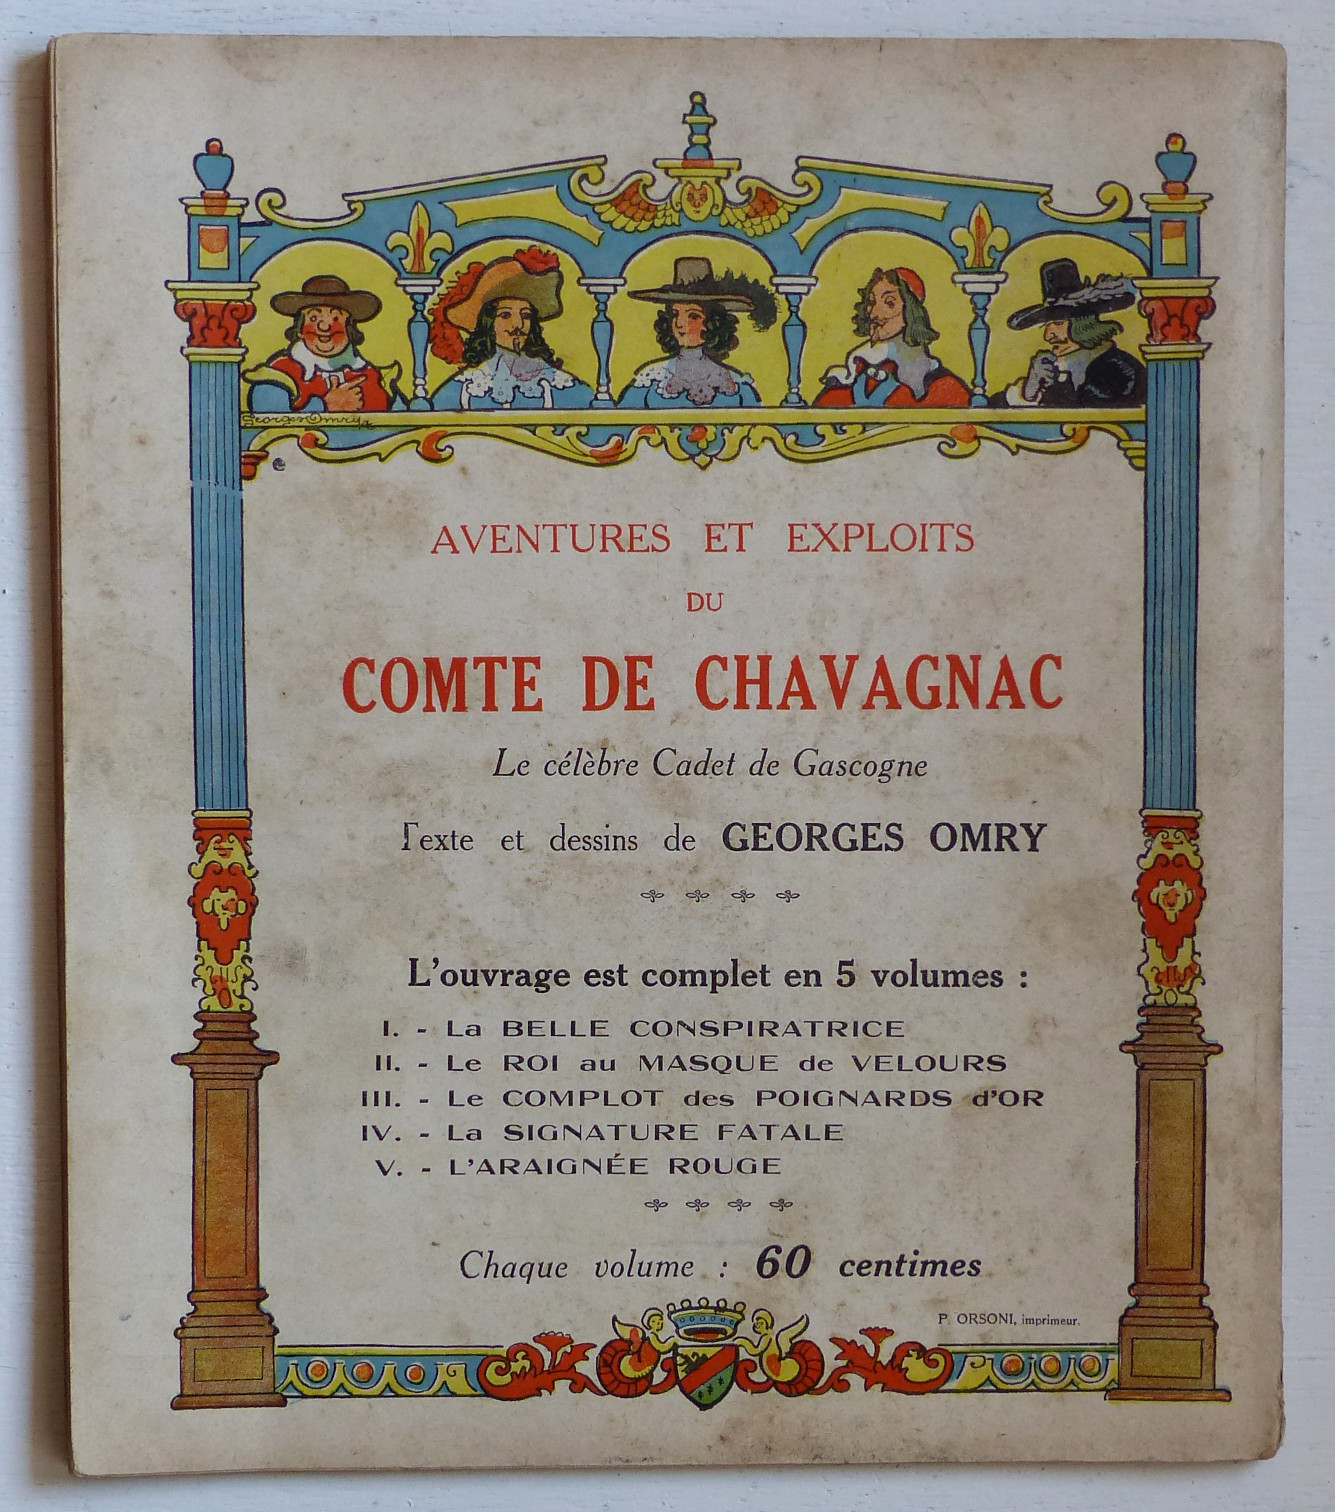 Georges Omry
AVENTURES ET EXPLOITS
DU
COMTE DE CHAVAGNAC
Le célèbre Cadet de Gascogne
Texte et dessins de GEORGES OMRY
L'ouvrage est complet en 5 volumes :
I. - La BELLE CONSPIRATRICE
II. - Le ROI au MASQUE de VELOURS
III. - Le COMPLOT des POIGNARDS d'OR
IV. - La SIGNATURE FATALE
V. - L'ARAIGNÉE ROUGE
Chaque volume : 60 centimes
P. ORSONI, imprimeur.